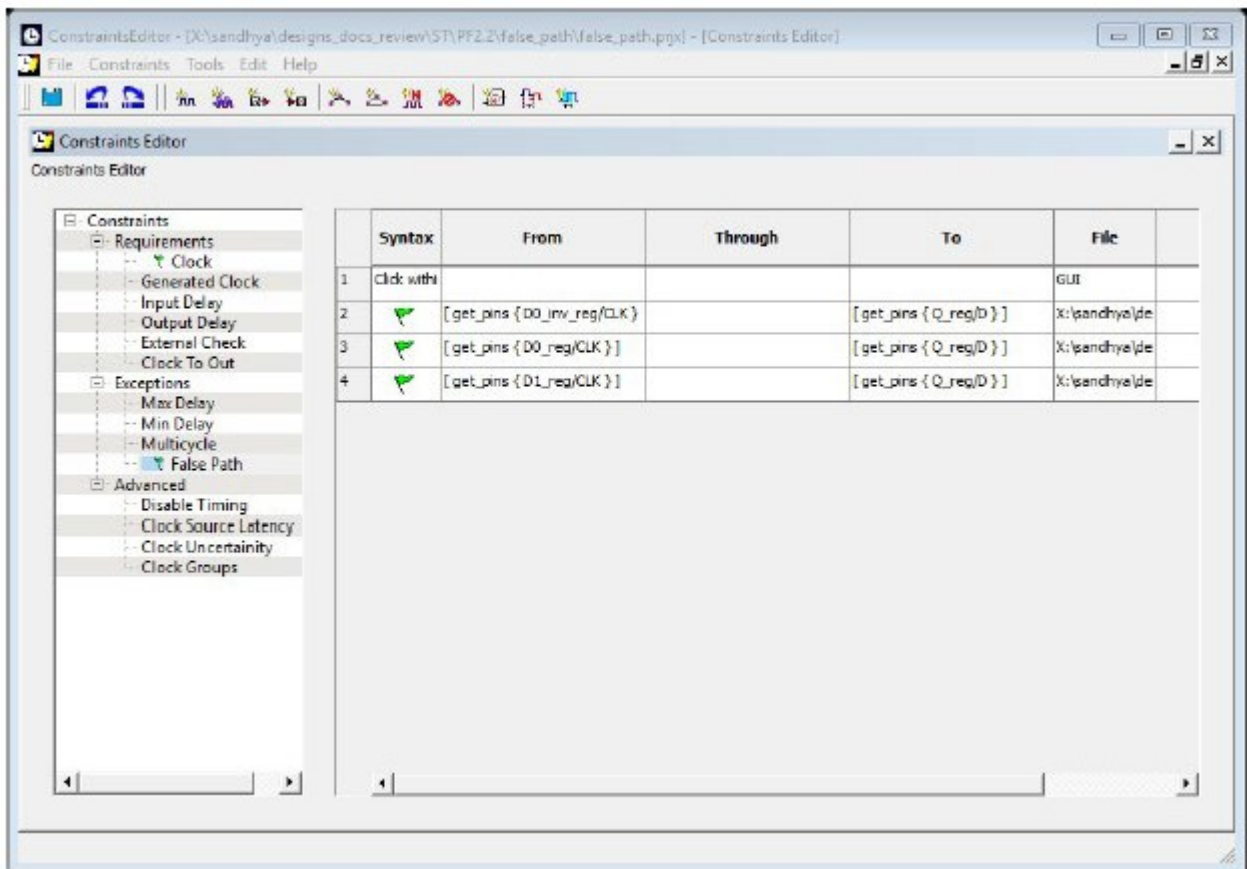 ConstraintsEditor - [X:\sandhya\designs_docs_review\ST\PF2.2\false_path\false_path.prjx] - [Constraints Editor]
File Constraints Tools Edit Help
Constraints Editor
Constraints Editor
Constraints
Requirements
Clock
Generated Clock
Input Delay
Output Delay
External Check
Clock To Out
Exceptions
Max Delay
Min Delay
Multicycle
False Path
Advanced
Disable Timing
Clock Source Latency
Clock Uncertainity
Clock Groups
Syntax From Through To File
1 Click withi GUI
2 [ get_pins { D0_inv_reg/CLK } [ get_pins { Q_reg/D } ] X:\sandhya\de
3 [ get_pins { D0_reg/CLK } ] [ get_pins { Q_reg/D } ] X:\sandhya\de
4 [ get_pins { D1_reg/CLK } ] [ get_pins { Q_reg/D } ] X:\sandhya\de